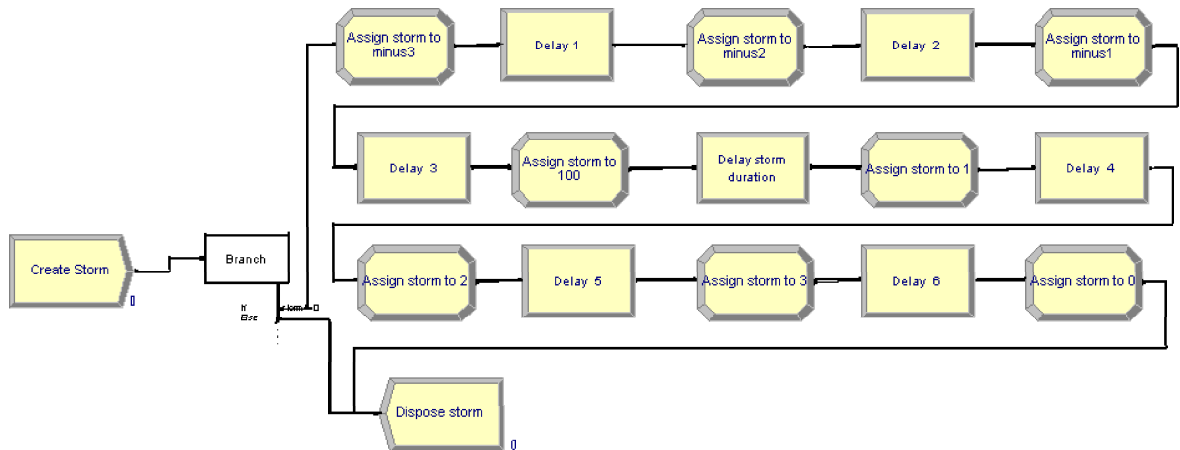 Assign storm to
minus3
Delay 1
Assign storm to
minus2
Delay 2
Assign storm to
minus1
Delay 3
Assign storm to
100
Delay storm
duration
Assign storm to 1
Delay 4
Create Storm
0
Branch
If
Else
Assign storm to 2
Delay 5
Assign storm to 3
Delay 6
Assign storm to 0
Dispose storm
0